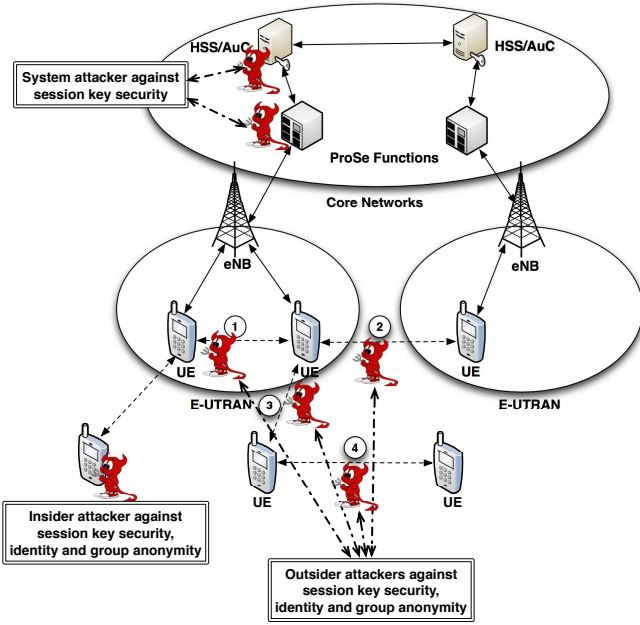 HSS/AuC
HSS/AuC
System attacker against
session key security
ProSe Functions
Core Networks
eNB
eNB
1
2
UE
UE
UE
E-UTRAN
3
E-UTRAN
4
UE
UE
Insider attacker against
session key security,
identity and group anonymity
Outsider attackers against
session key security,
identity and group anonymity